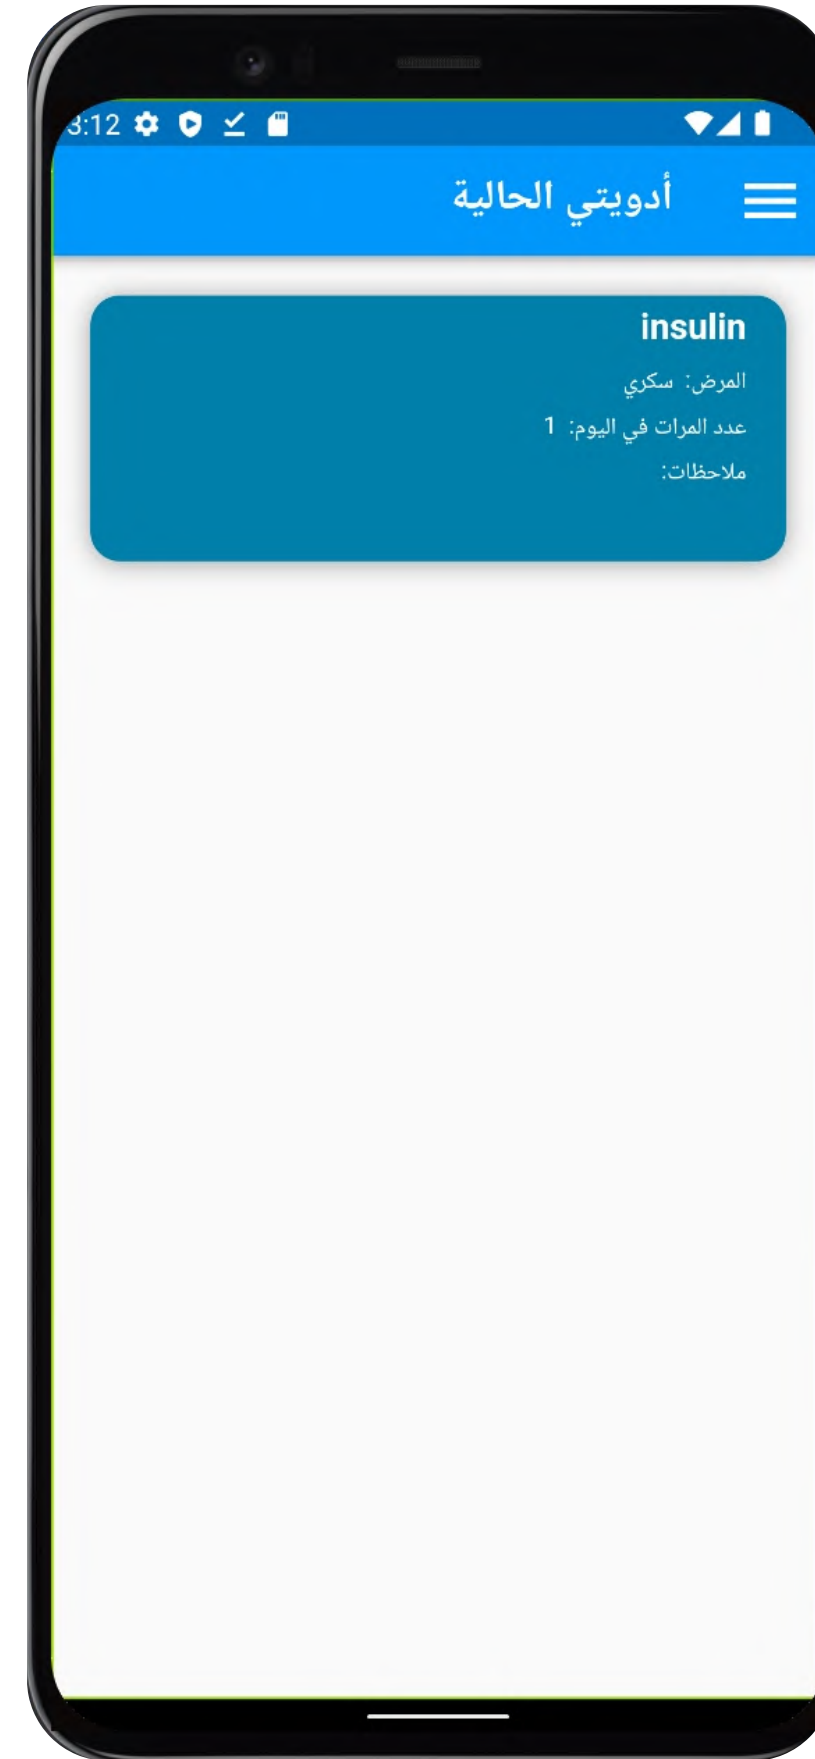 3:12
أدويتي الحالية
insulin
المرض: سكري
عدد المرات في اليوم: 1
ملاحظات: